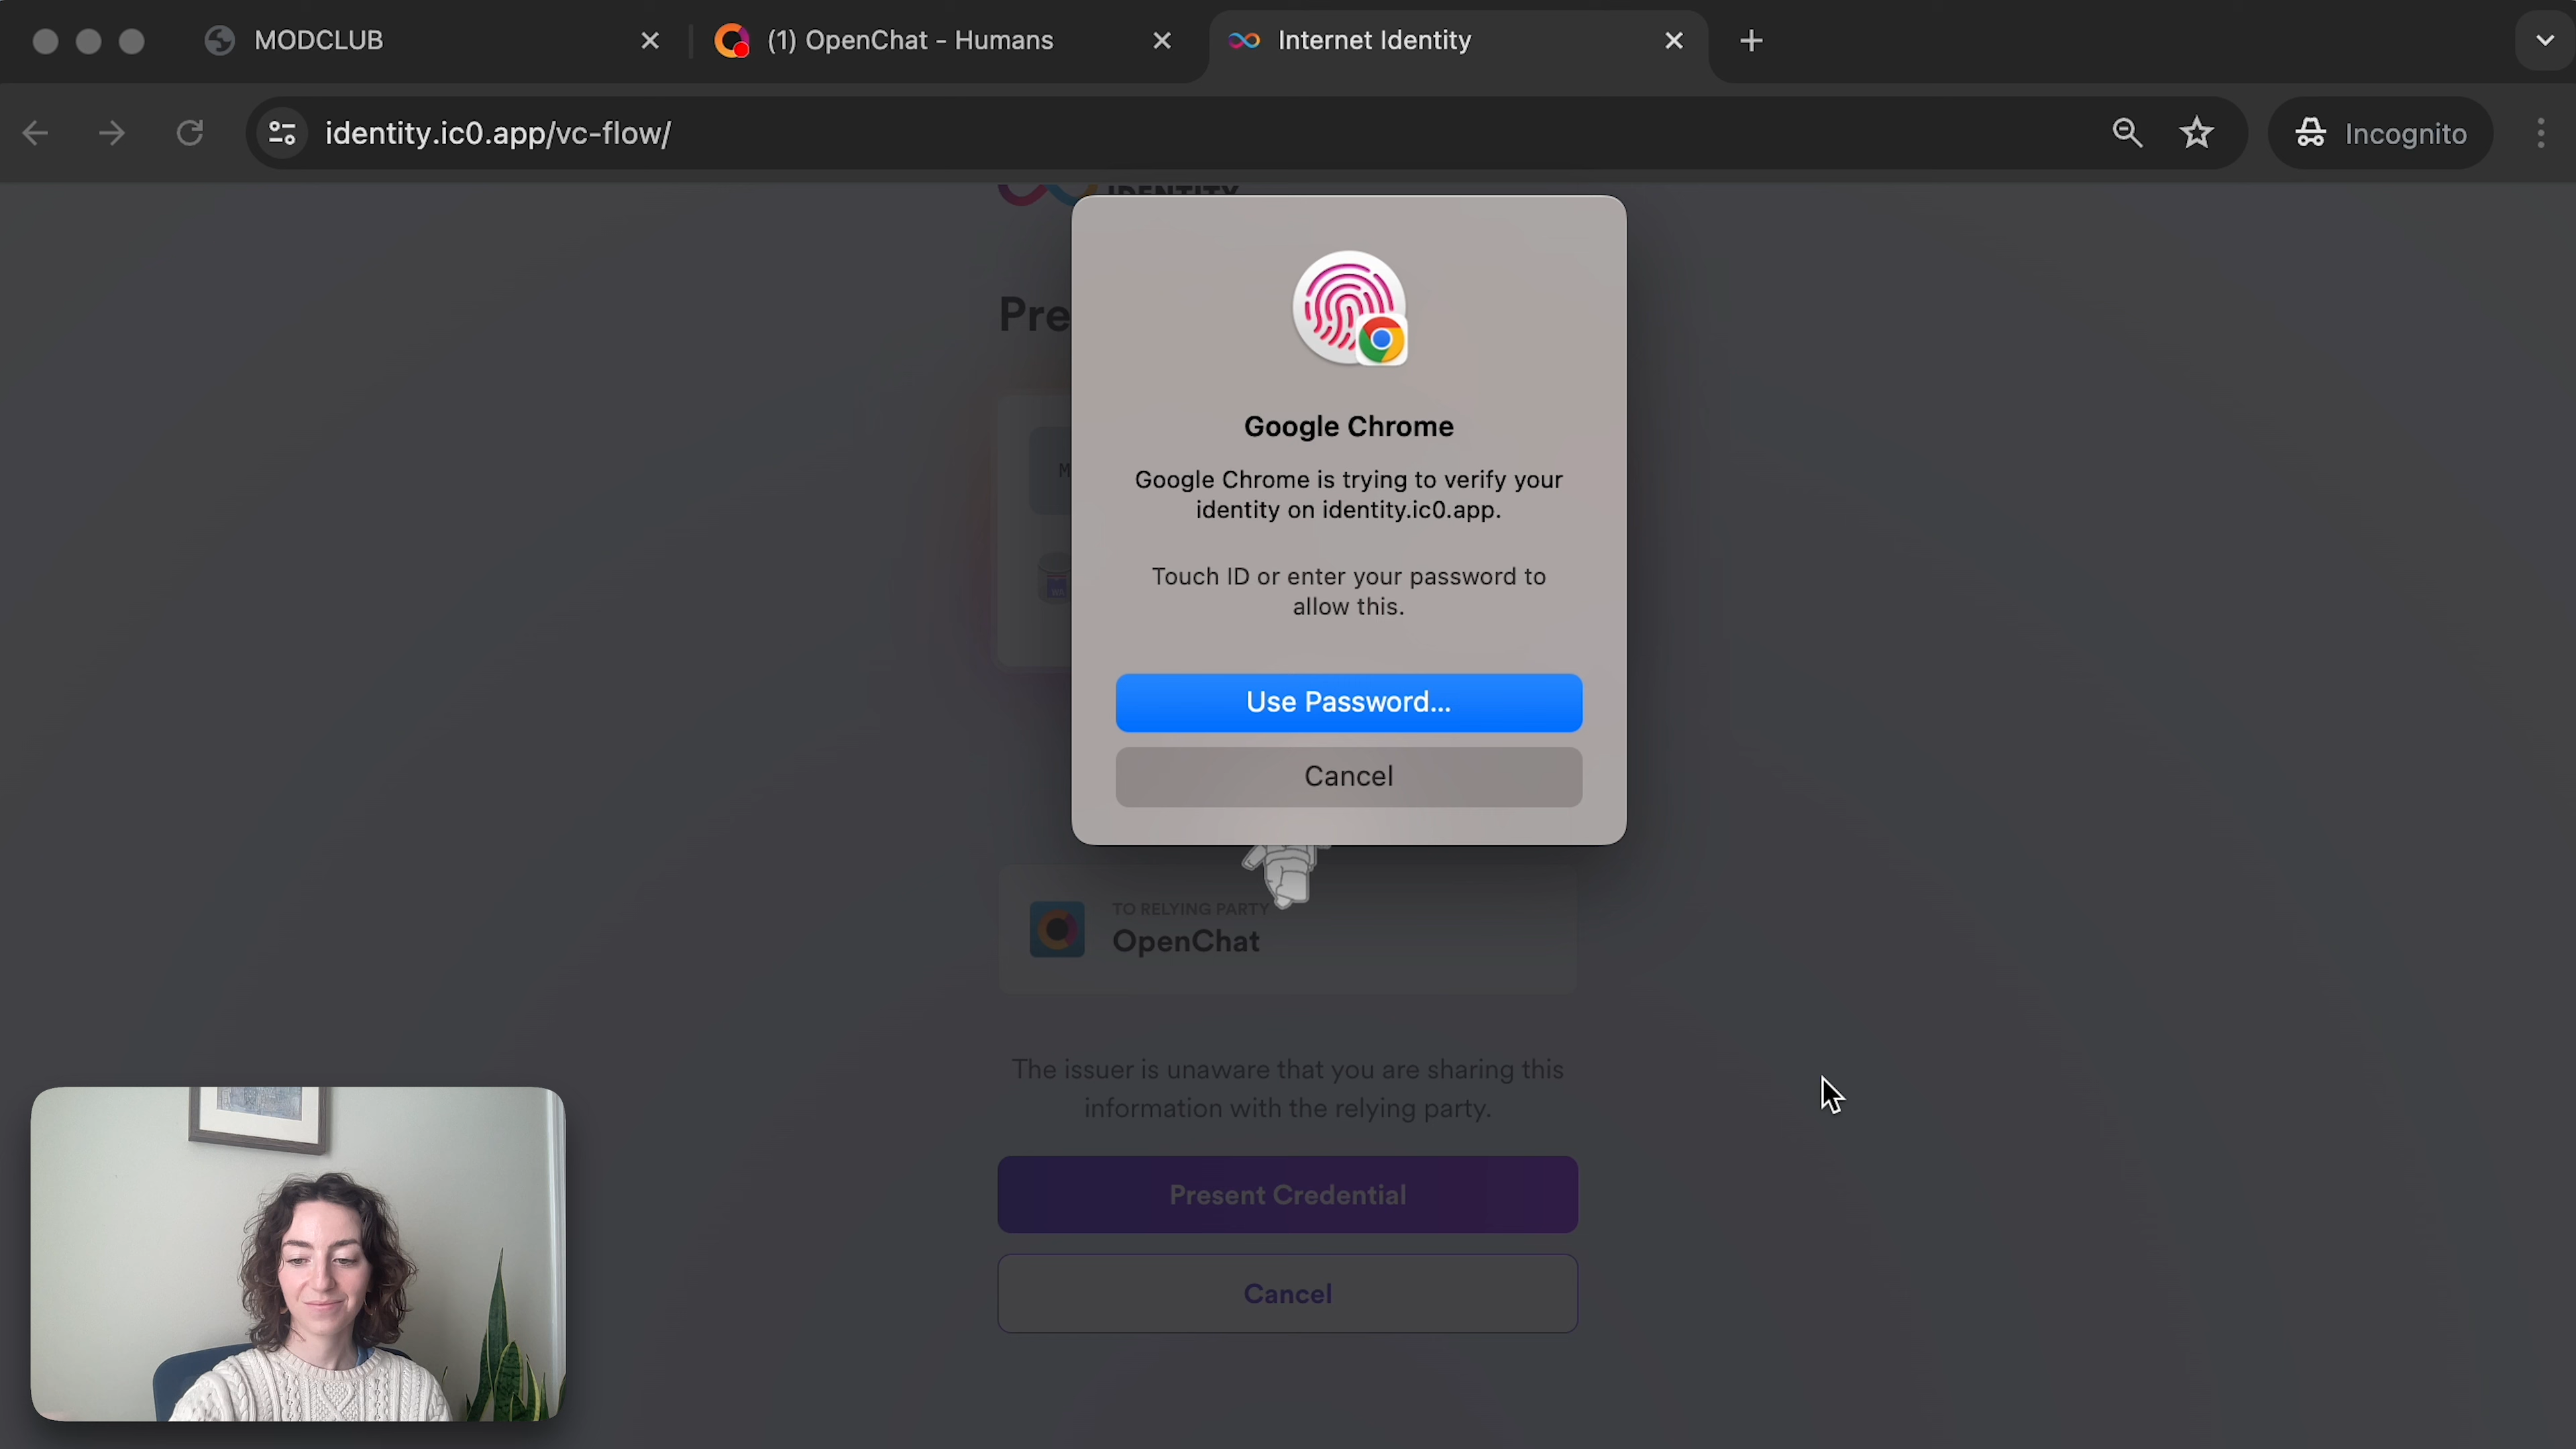 MODCLUB
(1) OpenChat - Humans
Internet Identity
identity.ic0.app/vc-flow/
Incognito
IDENTITY
Pre
M
Google Chrome
Google Chrome is trying to verify your
identity on identity.ic0.app.
Touch ID or enter your password to
allow this.
Use Password...
Cancel
TO RELYING PARTY
OpenChat
The issuer is unaware that you are sharing this
information with the relying party.
Present Credential
Cancel